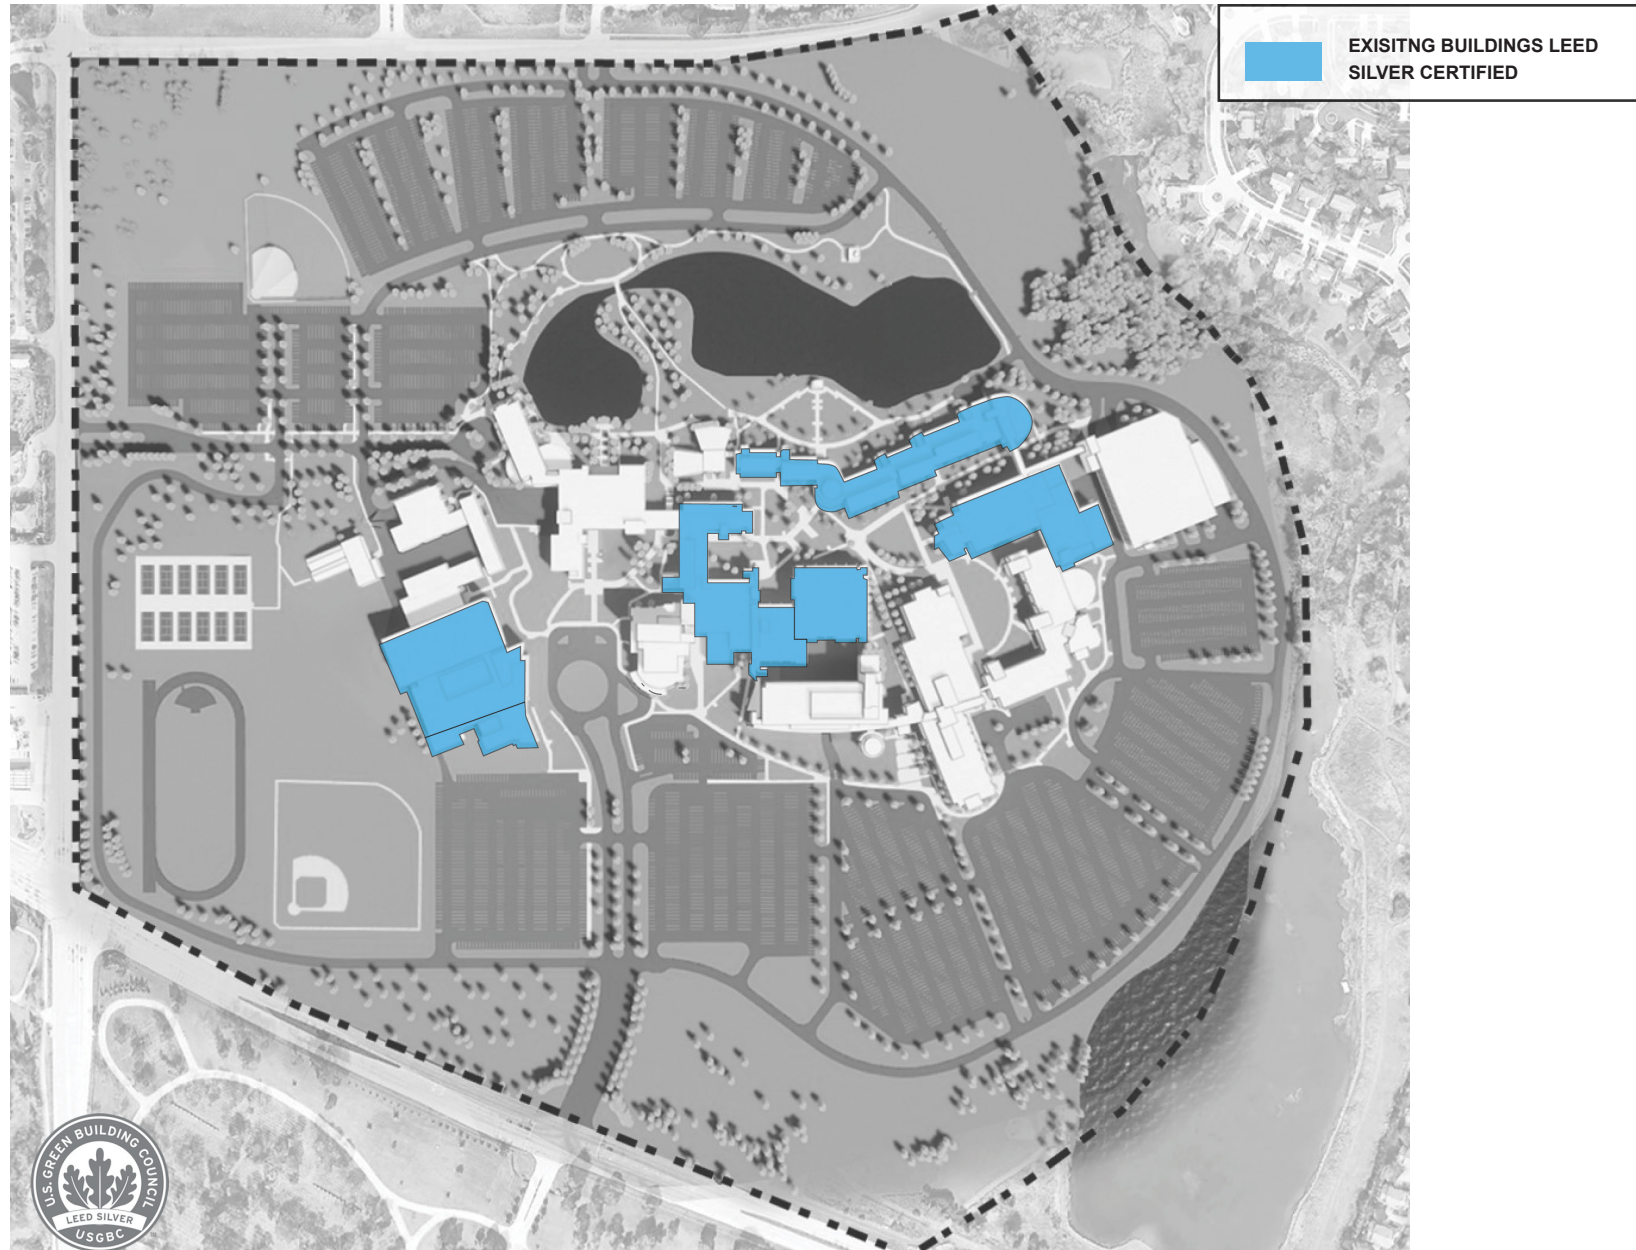 EXISITNG BUILDINGS LEED
SILVER CERTIFIED
U.S. GREEN BUILDING COUNCIL
LEED SILVER
USGBC